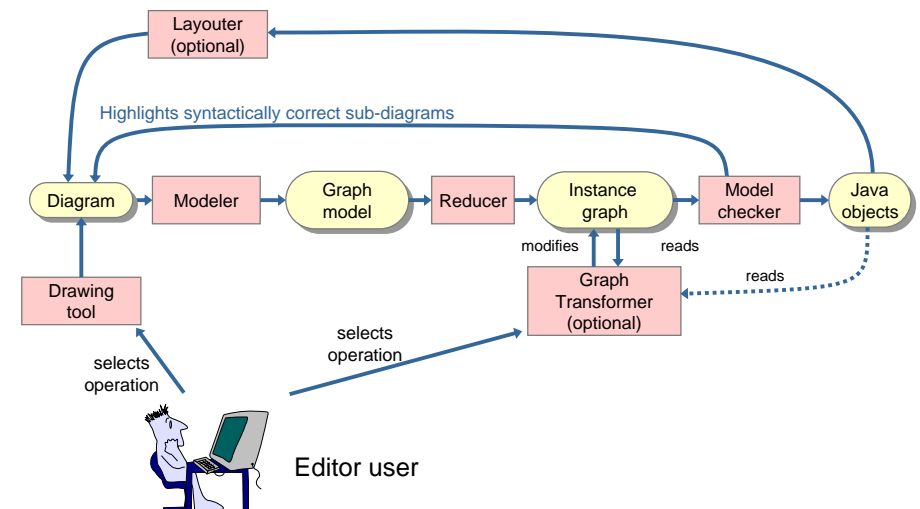 Layouter
(optional)
Highlights syntactically correct sub-diagrams
Diagram
Modeler
Graph
model
Reducer
Instance
graph
Model
checker
Java
objects
modifies
reads
reads
Drawing
tool
Graph
Transformer
(optional)
selects
operation
selects
operation
Editor user